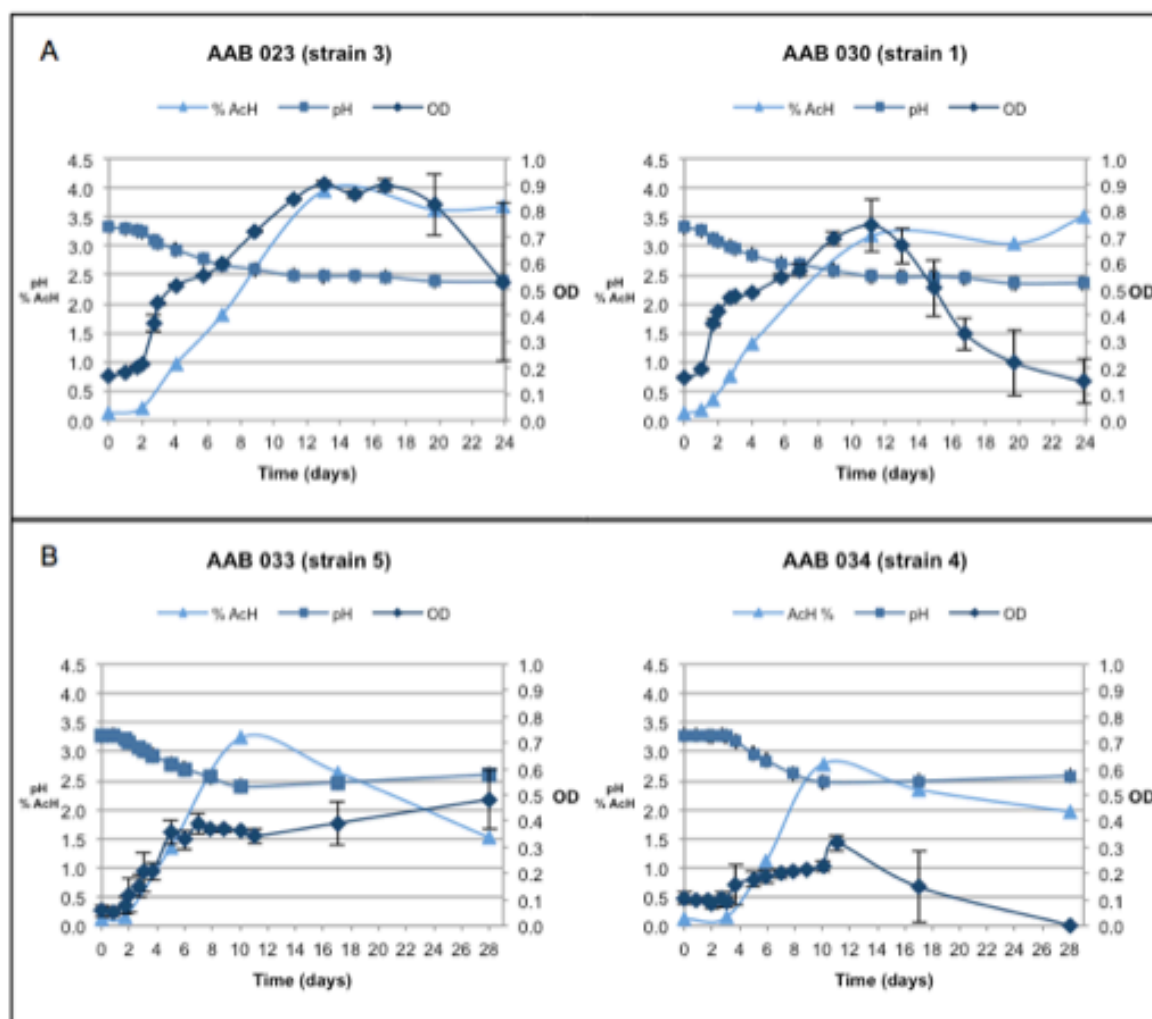 A
AAB 023 (strain 3)
% AcH pH OD
4.5
4.0
3.5
3.0
2.5
2.0
1.5
1.0
0.5
0.0
pH
% AcH
1.0
0.9
0.8
0.7
0.6
0.5
0.4
0.3
0.2
0.1
0.0
OD
0 2 4 6 8 10 12 14 16 18 20 22 24
Time (days)
AAB 030 (strain 1)
% AcH pH OD
4.5
4.0
3.5
3.0
2.5
2.0
1.5
1.0
0.5
0.0
pH
% AcH
1.0
0.9
0.8
0.7
0.6
0.5
0.4
0.3
0.2
0.1
0.0
OD
0 2 4 6 8 10 12 14 16 18 20 22 24
Time (days)
B
AAB 033 (strain 5)
% AcH pH OD
4.5
4.0
3.5
3.0
2.5
2.0
1.5
1.0
0.5
0.0
pH
% AcH
1.0
0.9
0.8
0.7
0.6
0.5
0.4
0.3
0.2
0.1
0.0
OD
0 2 4 6 8 10 12 14 16 18 20 22 24 26 28
Time (days)
AAB 034 (strain 4)
AcH % pH OD
4.5
4.0
3.5
3.0
2.5
2.0
1.5
1.0
0.5
0.0
pH
% AcH
1.0
0.9
0.8
0.7
0.6
0.5
0.4
0.3
0.2
0.1
0.0
OD
0 2 4 6 8 10 12 14 16 18 20 22 24 26 28
Time (days)